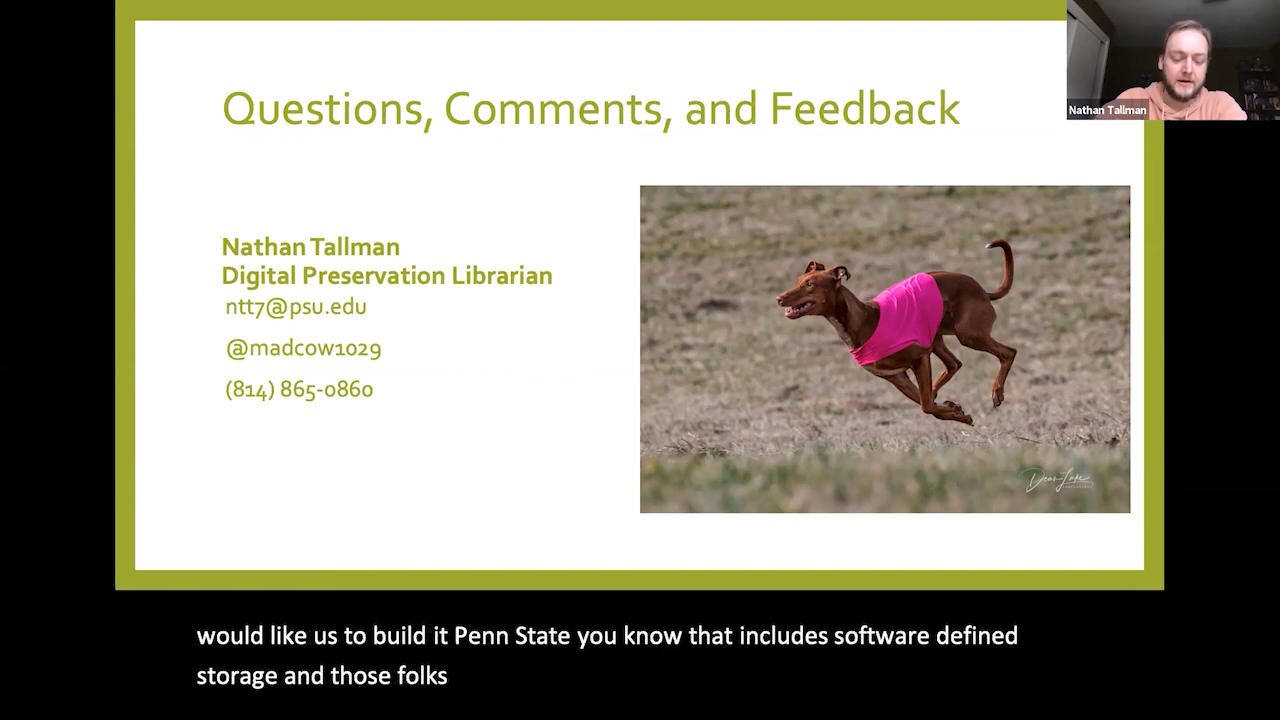 Questions, Comments, and Feedback
Nathan Tallman
Nathan Tallman
Digital Preservation Librarian
ntt7@psu.edu
@madcow1029
(814) 865-0860
would like us to build it Penn State you know that includes software defined
storage and those folks